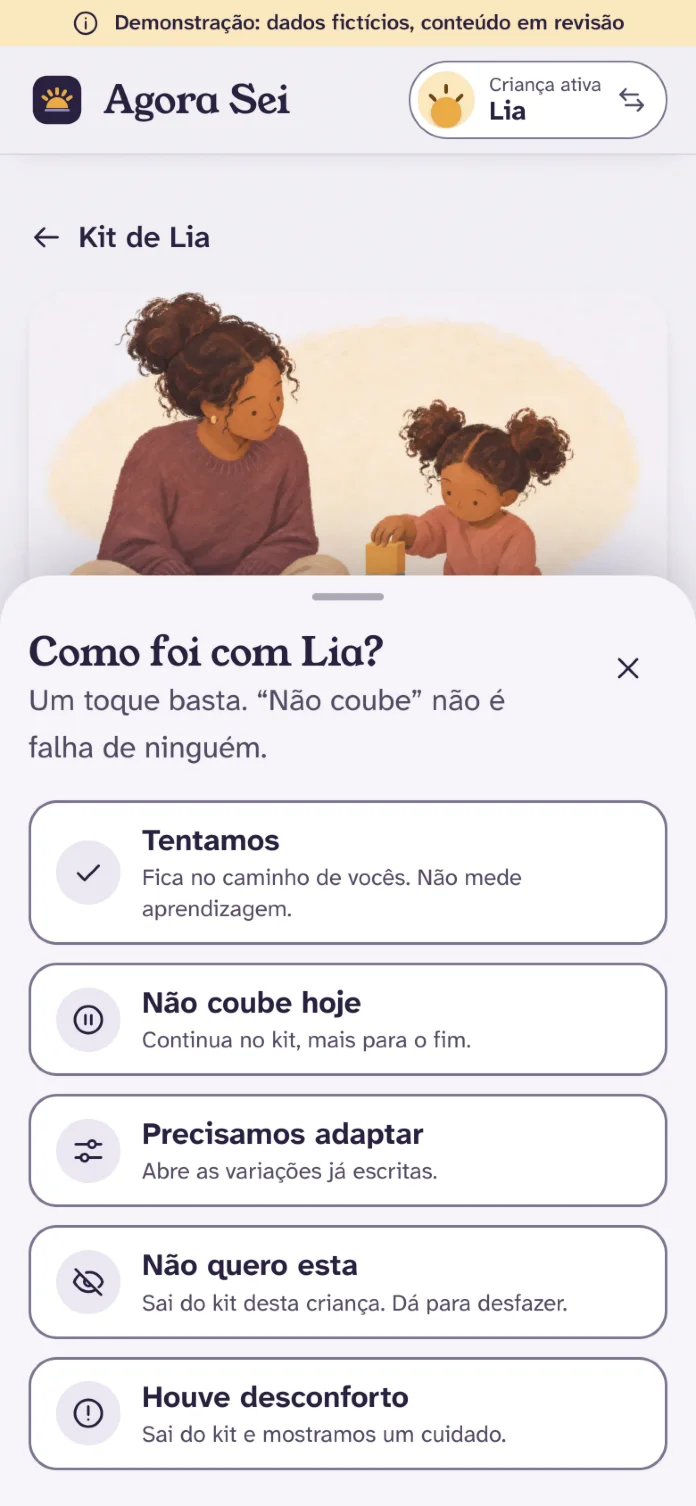 Demonstração: dados fictícios, conteúdo em revisão
Agora Sei
Criança ativa
Lia
Kit de Lia
Como foi com Lia?
Um toque basta. “Não coube” não é
falha de ninguém.
Tentamos
Fica no caminho de vocês. Não mede
aprendizagem.
Não coube hoje
Continua no kit, mais para o fim.
Precisamos adaptar
Abre as variações já escritas.
Não quero esta
Sai do kit desta criança. Dá para desfazer.
Houve desconforto
Sai do kit e mostramos um cuidado.